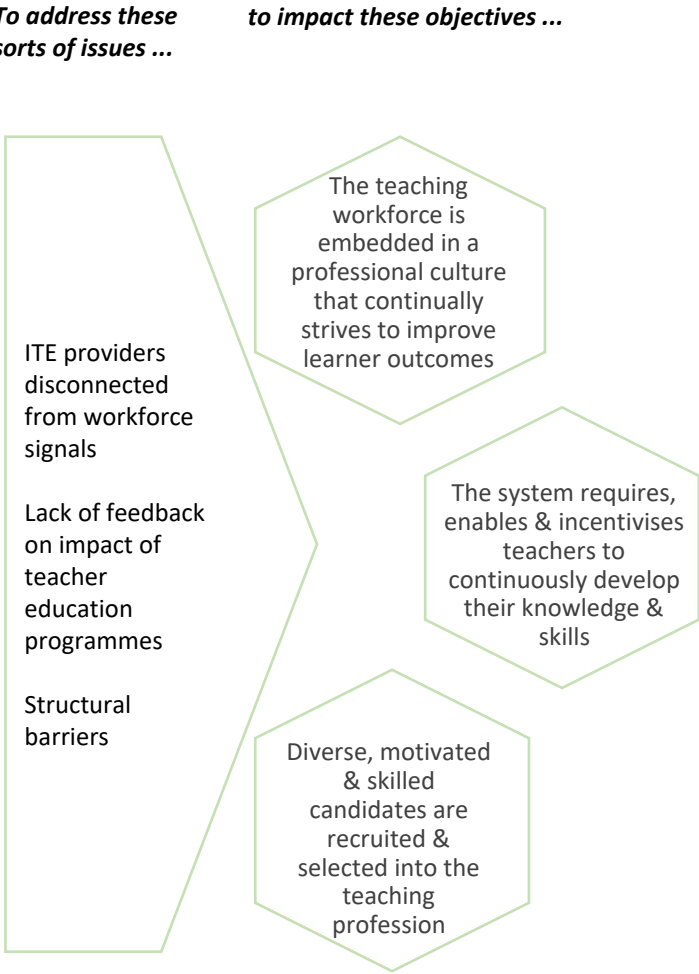 To address these
sorts of issues ...
to impact these objectives ...
ITE providers
disconnected
from workforce
signals
Lack of feedback
on impact of
teacher
education
programmes
Structural
barriers
The teaching
workforce is
embedded in a
professional culture
that continually
strives to improve
learner outcomes
The system requires,
enables & incentivises
teachers to
continuously develop
their knowledge &
skills
Diverse, motivated
& skilled
candidates are
recruited &
selected into the
teaching
profession